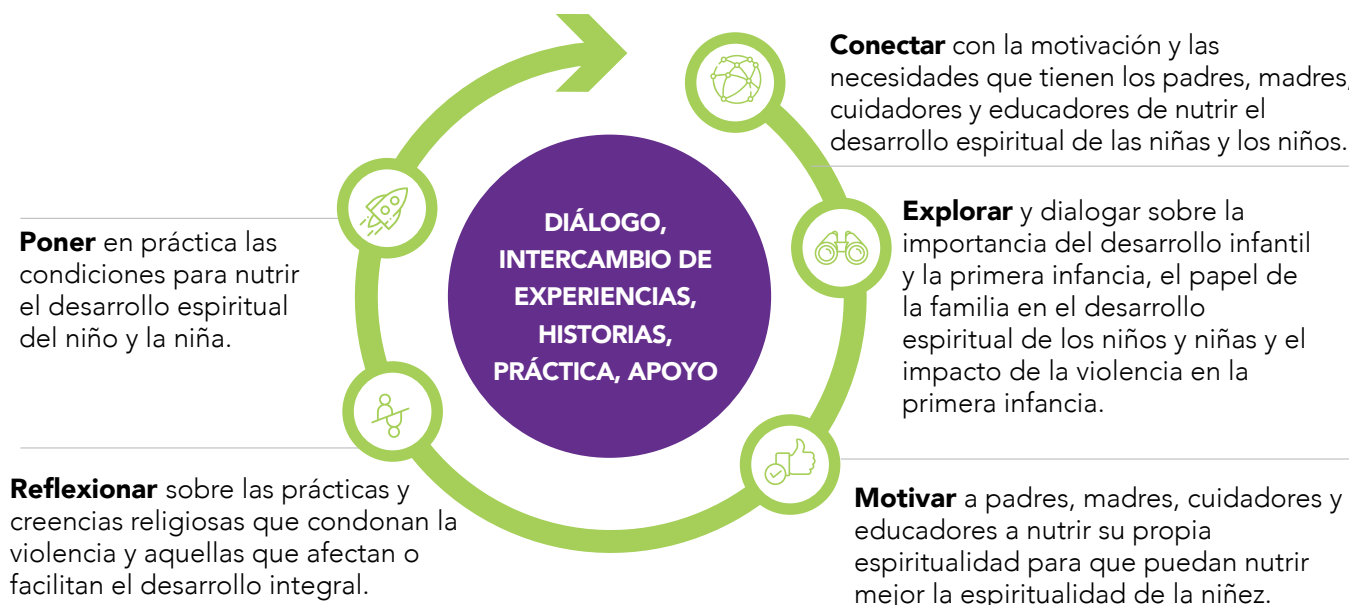 Conectar con la motivación y las
necesidades que tienen los padres, madres,
cuidadores y educadores de nutrir el
desarrollo espiritual de las niñas y los niños.
Explorar y dialogar sobre la
importancia del desarrollo infantil
y la primera infancia, el papel de
la familia en el desarrollo
espiritual de los niños y niñas y el
impacto de la violencia en la
primera infancia.
Motivar a padres, madres, cuidadores y
educadores a nutrir su propia
espiritualidad para que puedan nutrir
mejor la espiritualidad de la niñez.
Reflexionar sobre las prácticas y
creencias religiosas que condonan la
violencia y aquellas que afectan o
facilitan el desarrollo integral.
Poner en práctica las
condiciones para nutrir
el desarrollo espiritual
del niño y la niña.
DIÁLOGO,
INTERCAMBIO DE
EXPERIENCIAS,
HISTORIAS,
PRÁCTICA, APOYO